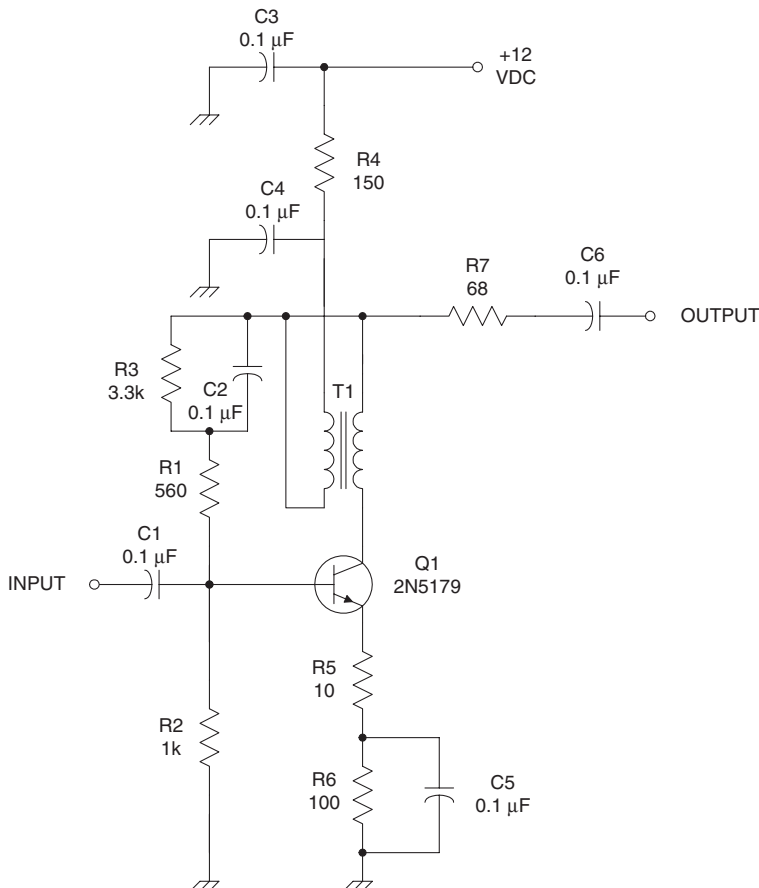 C3
0.1 μF
+12
VDC
R4
150
C4
0.1 μF
C6
0.1 μF
R7
68
OUTPUT
R3
3.3k
C2
0.1 μF
T1
R1
560
C1
0.1 μF
INPUT
Q1
2N5179
R5
10
R2
1k
R6
100
C5
0.1 μF